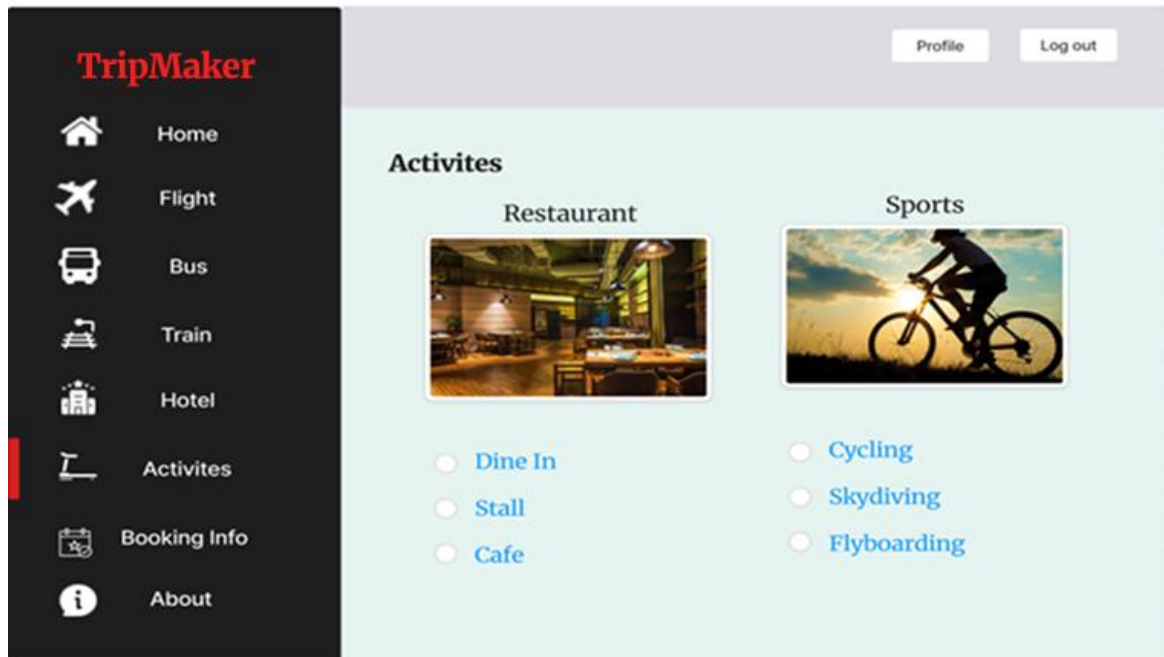 TripMaker
Home
Flight
Bus
Train
Hotel
Activites
Booking Info
About
Profile
Log out
Activites
Restaurant
Sports
Dine In
Stall
Cafe
Cycling
Skydiving
Flyboarding